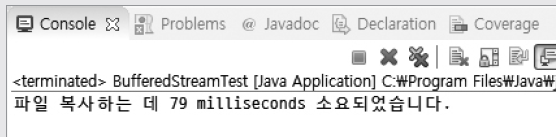 Console Problems @ Javadoc Declaration Coverage
<terminated> BufferedStreamTest [Java Application] C:₩Program Files₩Java₩
파일 복사하는 데 79 milliseconds 소요되었습니다.